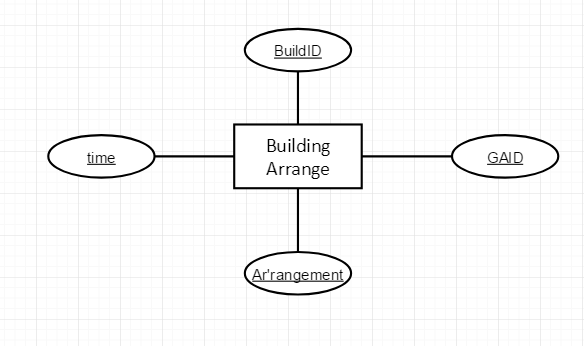 BuildID
time
Building
Arrange
GAID
Ar'rangement